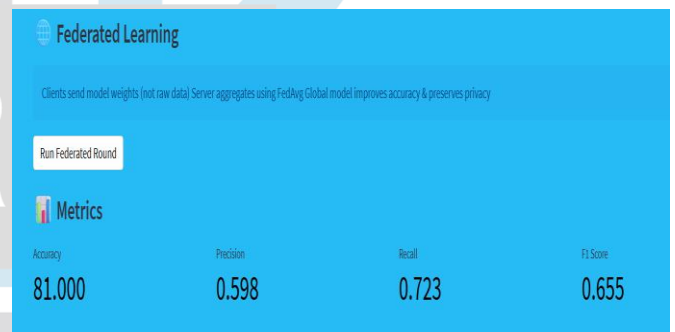 Federated Learning
Clients send model weights (not raw data) Server aggregates using FedAvg Global model improves accuracy & preserves privacy
Run Federated Round
Metrics
Accuracy Precision Recall F1 Score
81.000 0.598 0.723 0.655